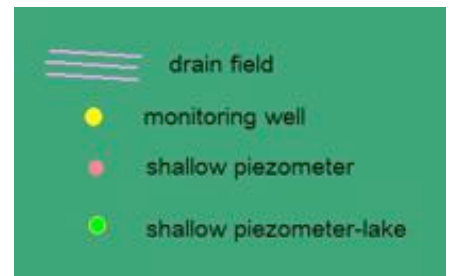 drain field
monitoring well
shallow piezometer
shallow piezometer-lake